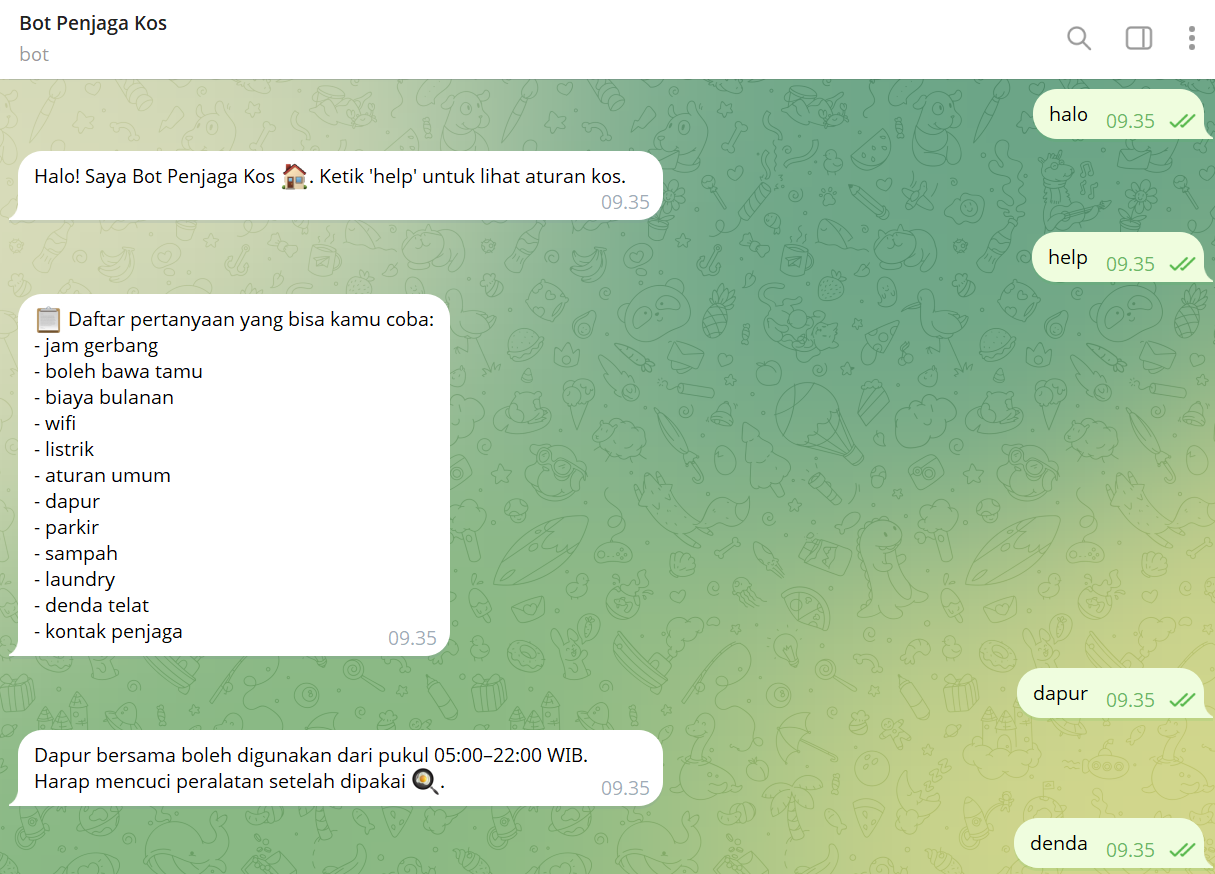 Bot Penjaga Kos
bot
halo 09.35
Halo! Saya Bot Penjaga Kos 🏠. Ketik 'help' untuk lihat aturan kos.
09.35
help 09.35
📋 Daftar pertanyaan yang bisa kamu coba:
- jam gerbang
- boleh bawa tamu
- biaya bulanan
- wifi
- listrik
- aturan umum
- dapur
- parkir
- sampah
- laundry
- denda telat
- kontak penjaga 09.35
dapur 09.35
Dapur bersama boleh digunakan dari pukul 05:00–22:00 WIB.
Harap mencuci peralatan setelah dipakai 🍳. 09.35
denda 09.35